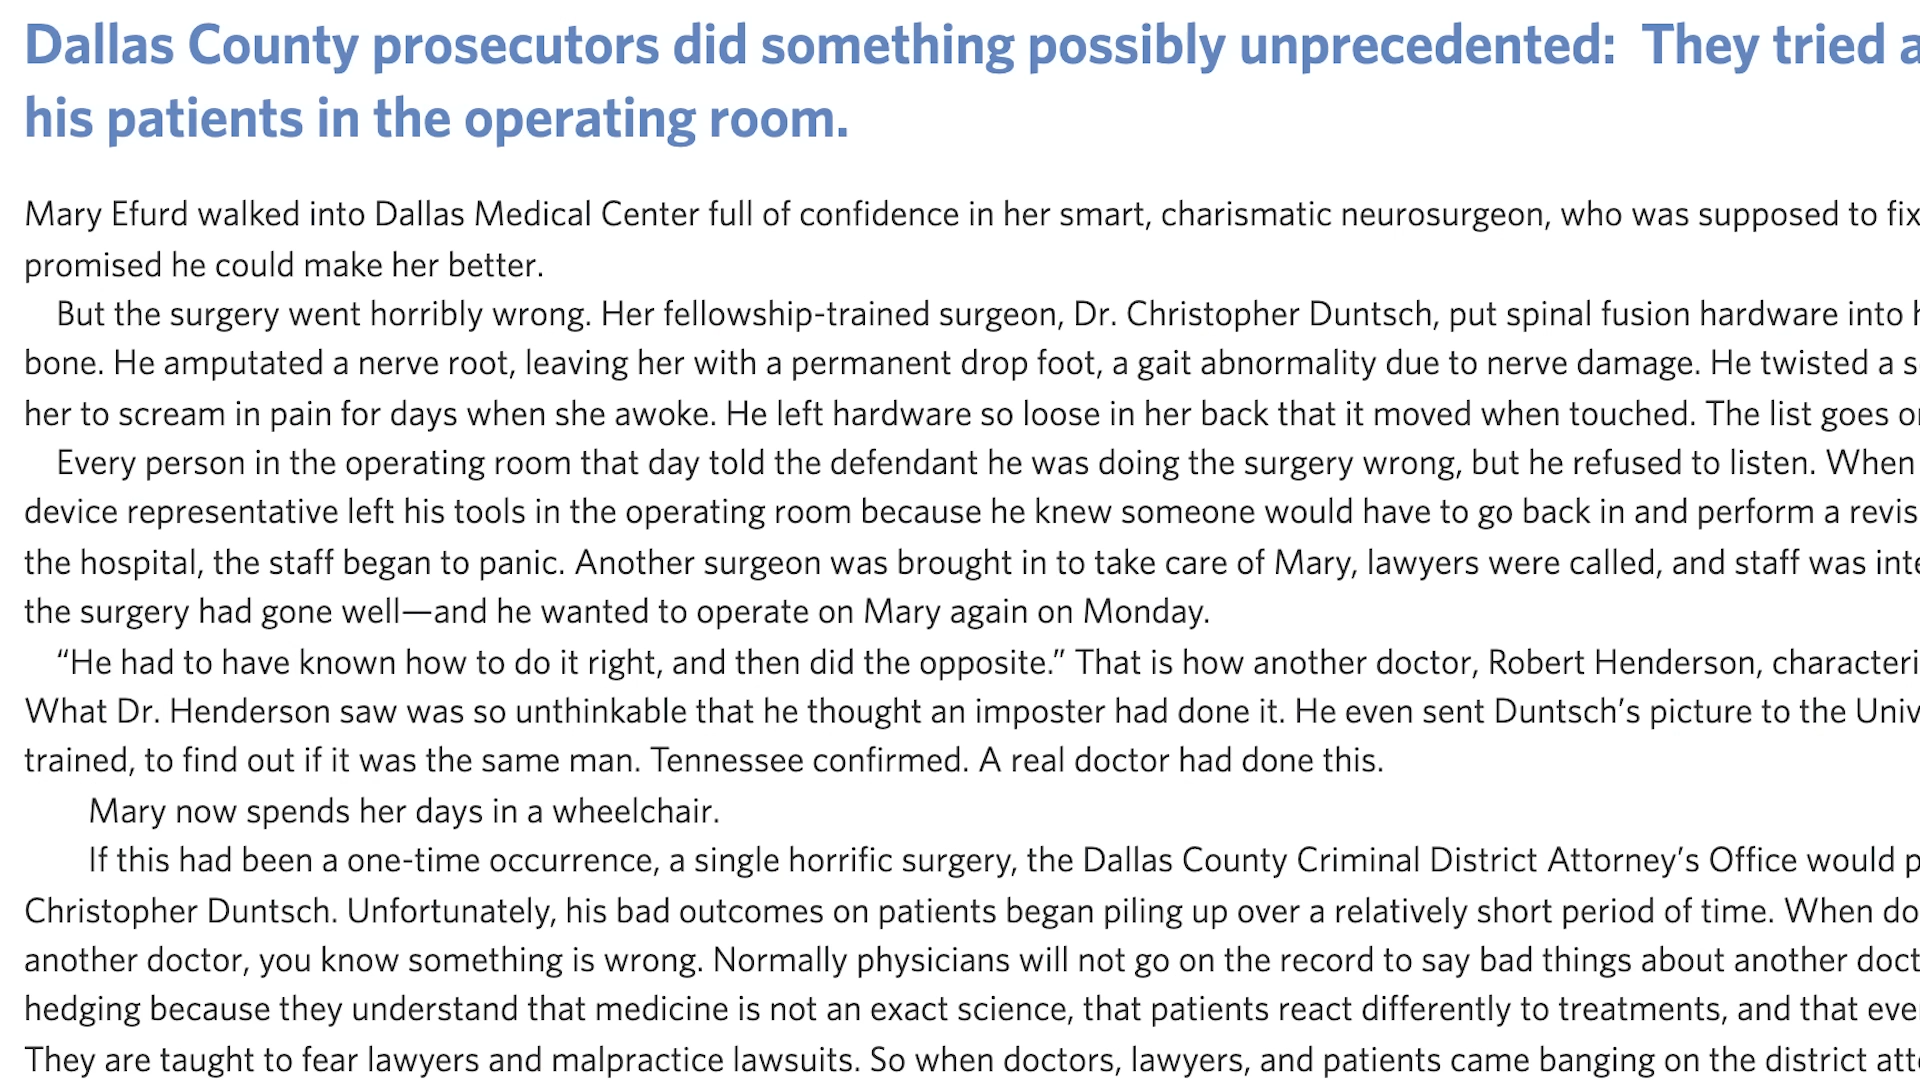 Dallas County prosecutors did something possibly unprecedented:  They tried a
his patients in the operating room.
Mary Efurd walked into Dallas Medical Center full of confidence in her smart, charismatic neurosurgeon, who was supposed to fix
promised he could make her better.
But the surgery went horribly wrong. Her fellowship-trained surgeon, Dr. Christopher Duntsch, put spinal fusion hardware into
bone. He amputated a nerve root, leaving her with a permanent drop foot, a gait abnormality due to nerve damage. He twisted a
her to scream in pain for days when she awoke. He left hardware so loose in her back that it moved when touched. The list goes
Every person in the operating room that day told the defendant he was doing the surgery wrong, but he refused to listen. When
device representative left his tools in the operating room because he knew someone would have to go back in and perform a
the hospital, the staff began to panic. Another surgeon was brought in to take care of Mary, lawyers were called, and staff was
the surgery had gone well—and he wanted to operate on Mary again on Monday.
“He had to have known how to do it right, and then did the opposite.” That is how another doctor, Robert Henderson,
What Dr. Henderson saw was so unthinkable that he thought an imposter had done it. He even sent Duntsch’s picture to the
trained, to find out if it was the same man. Tennessee confirmed. A real doctor had done this.
Mary now spends her days in a wheelchair.
If this had been a one-time occurrence, a single horrific surgery, the Dallas County Criminal District Attorney’s Office would
Christopher Duntsch. Unfortunately, his bad outcomes on patients began piling up over a relatively short period of time. When
another doctor, you know something is wrong. Normally physicians will not go on the record to say bad things about another
hedging because they understand that medicine is not an exact science, that patients react differently to treatments, and that
They are taught to fear lawyers and malpractice lawsuits. So when doctors, lawyers, and patients came banging on the district